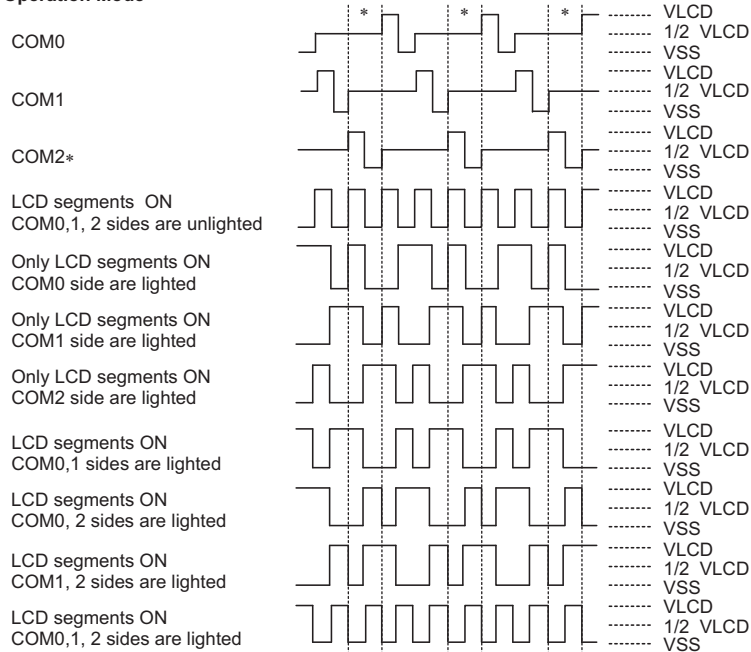 Operation Mode
* * *
COM0
VLCD
1/2 VLCD
VSS
COM1
VLCD
1/2 VLCD
VSS
COM2*
VLCD
1/2 VLCD
VSS
LCD segments ON
COM0,1, 2 sides are unlighted
VLCD
1/2 VLCD
VSS
Only LCD segments ON
COM0 side are lighted
VLCD
1/2 VLCD
VSS
Only LCD segments ON
COM1 side are lighted
VLCD
1/2 VLCD
VSS
Only LCD segments ON
COM2 side are lighted
VLCD
1/2 VLCD
VSS
LCD segments ON
COM0,1 sides are lighted
VLCD
1/2 VLCD
VSS
LCD segments ON
COM0, 2 sides are lighted
VLCD
1/2 VLCD
VSS
LCD segments ON
COM1, 2 sides are lighted
VLCD
1/2 VLCD
VSS
LCD segments ON
COM0,1, 2 sides are lighted
VLCD
1/2 VLCD
VSS